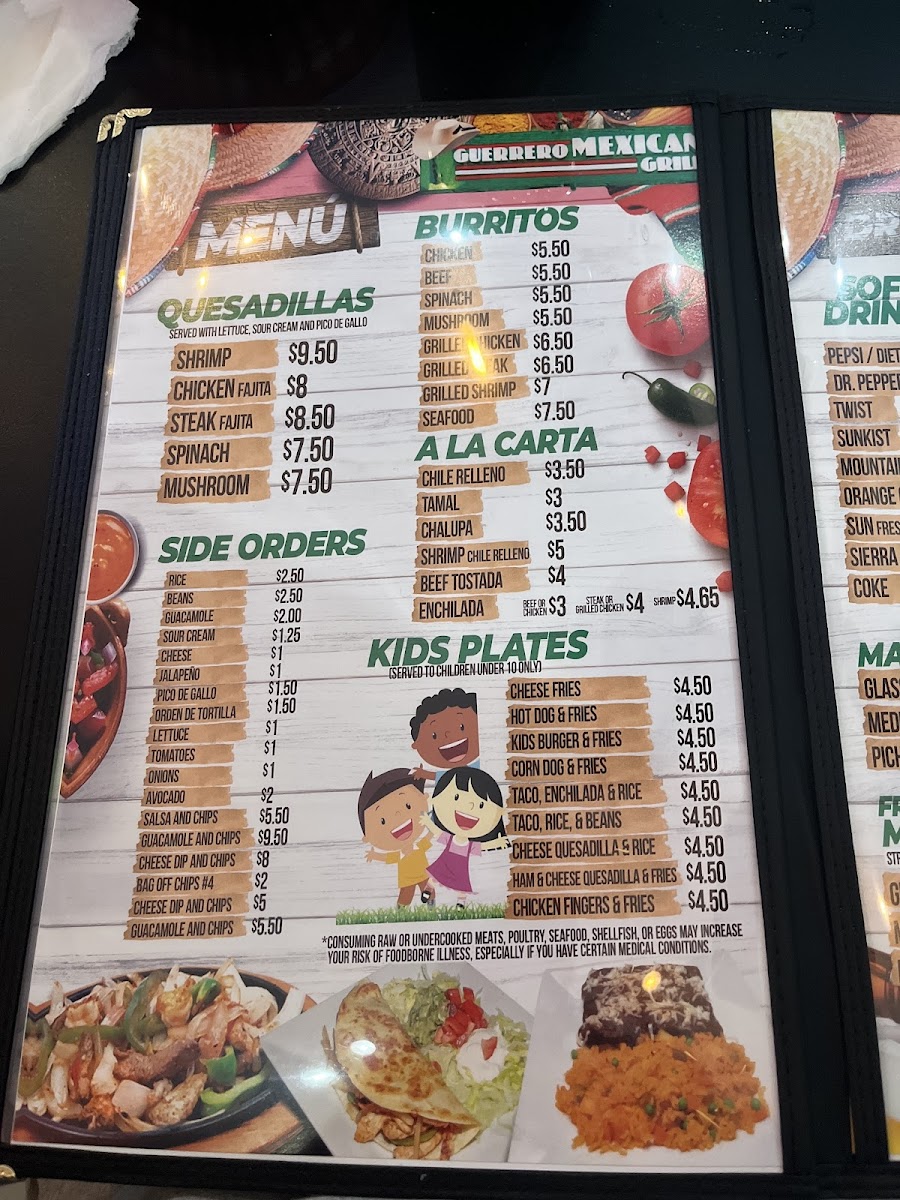 GUERRERO MEXICAN
MENÚ
QUESADILLAS
SERVED WITH LETTUCE, SOUR CREAM AND PICO DE GALLO
SHRIMP $9.50
CHICKEN FAJITA $8
STEAK FAJITA $8.50
SPINACH $7.50
MUSHROOM $7.50
SIDE ORDERS
RICE $2.50
BEANS $2.50
GUACAMOLE $2.00
SOUR CREAM $1.25
CHEESE $1
JALAPEÑO $1
PICO DE GALLO $1.50
ORDEN DE TORTILLA $1.50
LETTUCE $1
TOMATOES $1
ONIONS $1
AVOCADO $2
SALSA AND CHIPS $5.50
GUACAMOLE AND CHIPS $9.50
CHEESE DIP AND CHIPS $8
BAG OFF CHIPS #4 $2
CHEESE DIP AND CHIPS $5
GUACAMOLE AND CHIPS $5.50
BURRITOS
CHICKEN $5.50
BEEF $5.50
SPINACH $5.50
MUSHROOM $5.50
GRILLED CHICKEN $6.50
GRILLED $6.50
GRILLED SHRIMP $7
SEAFOOD $7.50
A LA CARTA
CHILE RELLENO $3.50
TAMAL $3
CHALUPA $3.50
SHRIMP CHILE RELLENO $5
BEEF TOSTADA $4
ENCHILADA BEEF OR CHICKEN $3 STEAK OR GRILLED CHICKEN $4 SHRIMP $4.65
KIDS PLATES
(SERVED TO CHILDREN UNDER 10 ONLY)
CHEESE FRIES $4.50
HOT DOG & FRIES $4.50
KIDS BURGER & FRIES $4.50
CORN DOG & FRIES $4.50
TACO, ENCHILADA & RICE $4.50
TACO, RICE, & BEANS $4.50
CHEESE QUESADILLA & RICE $4.50
HAM & CHEESE QUESADILLA & FRIES $4.50
CHICKEN FINGERS & FRIES $4.50
*CONSUMING RAW OR UNDERCOOKED MEATS, POULTRY, SEAFOOD, SHELLFISH, OR EGGS MAY INCREASE
YOUR RISK OF FOODBORNE ILLNESS, ESPECIALLY IF YOU HAVE CERTAIN MEDICAL CONDITIONS.
PEPSI / DIET
DR. PEPPER
TWIST
SUNKIST
ORANGE
SUN
SIERRA
COKE